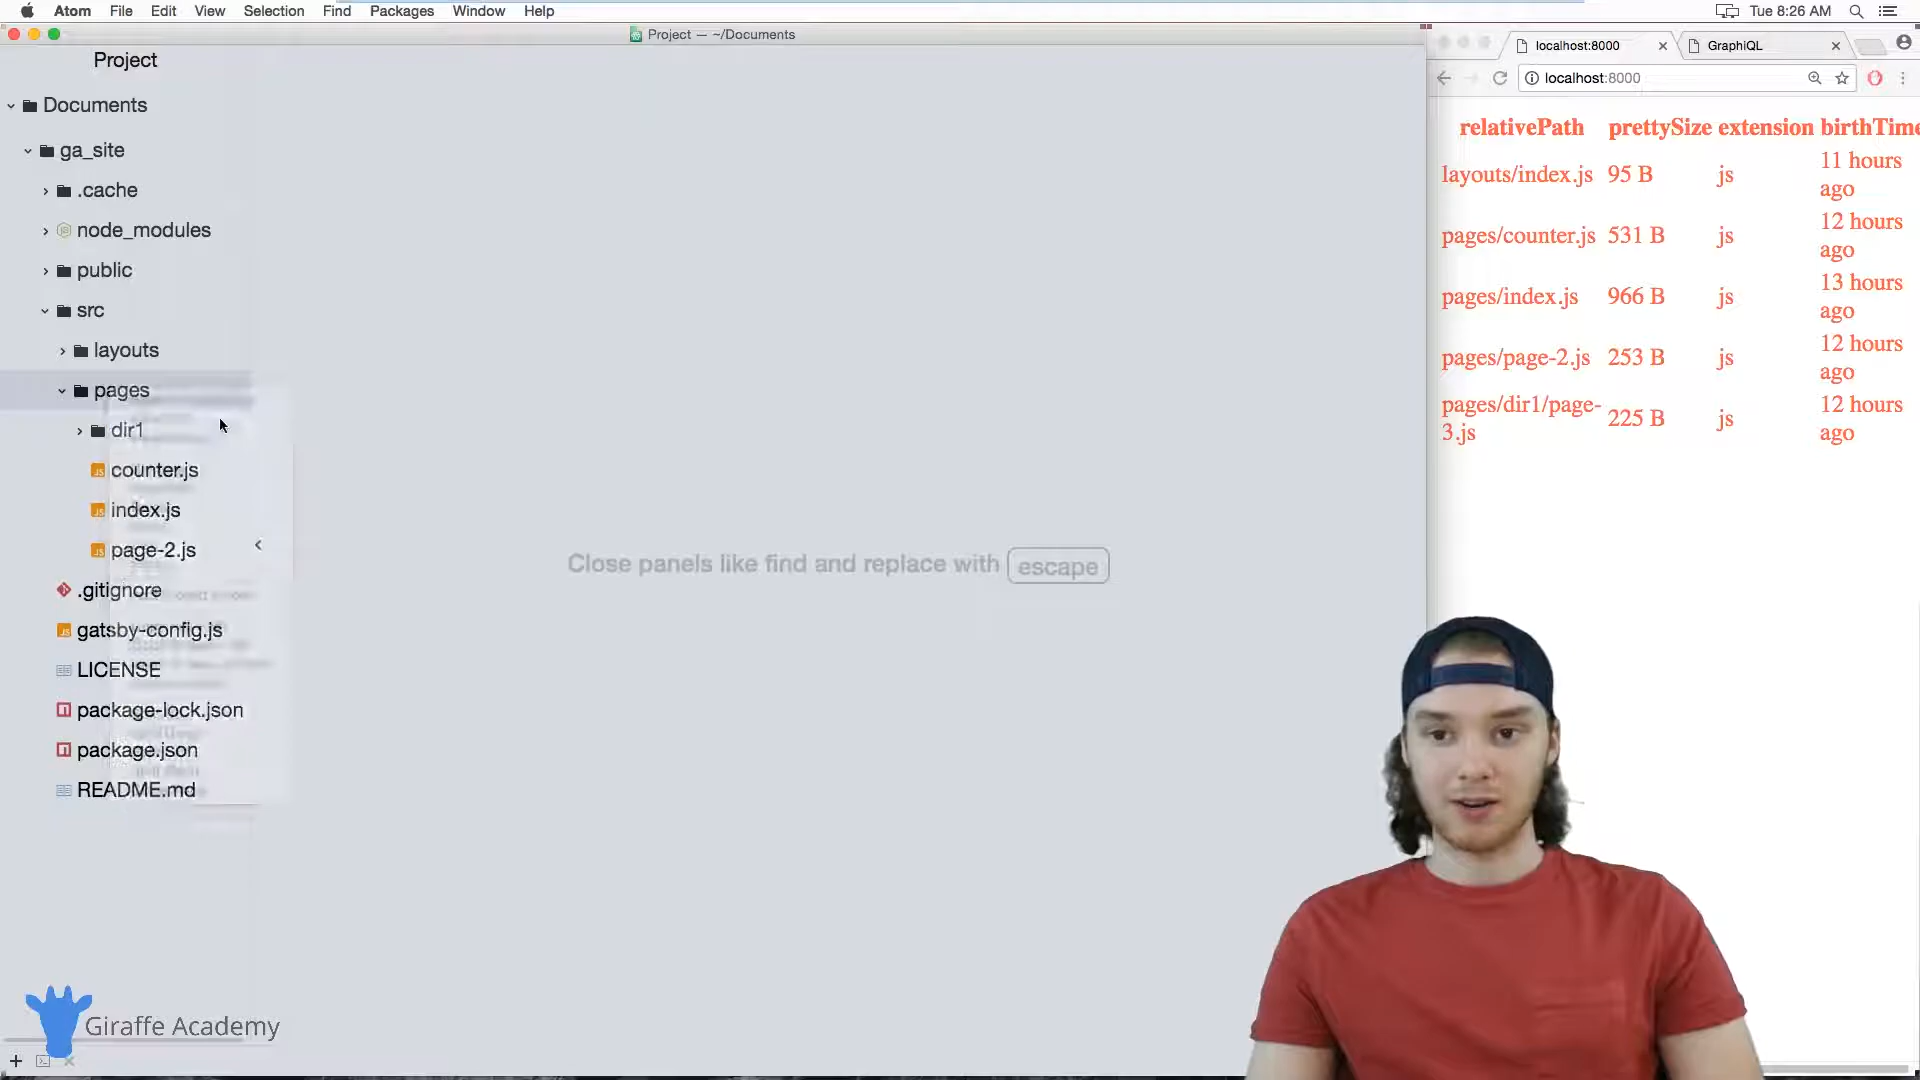 Atom File Edit View Selection Find Packages Window Help
Tue 8:26 AM
Project — ~/Documents
Project
Documents
ga_site
.cache
node_modules
public
src
layouts
pages
dir1
counter.js
index.js
page-2.js
.gitignore
gatsby-config.js
LICENSE
package-lock.json
package.json
README.md
Close panels like find and replace with escape
Giraffe Academy
localhost:8000
GraphiQL
localhost:8000
relativePath prettySize extension birthTime
layouts/index.js 95 B js 11 hours
ago
pages/counter.js 531 B js 12 hours
ago
pages/index.js 966 B js 13 hours
ago
pages/page-2.js 253 B js 12 hours
ago
pages/dir1/page-
3.js 225 B js 12 hours
ago